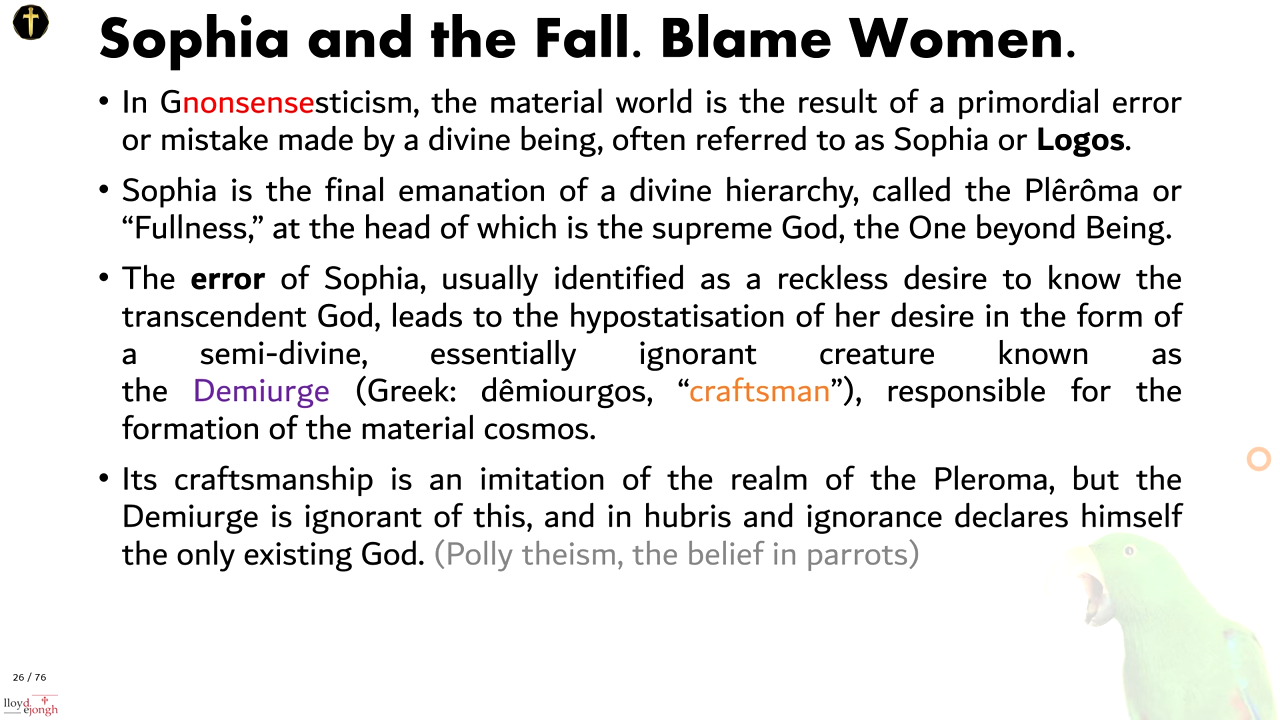 Sophia and the Fall. Blame Women.
• In Gnonsensesticism, the material world is the result of a primordial error
or mistake made by a divine being, often referred to as Sophia or Logos.
• Sophia is the final emanation of a divine hierarchy, called the Plêrôma or
“Fullness,” at the head of which is the supreme God, the One beyond Being.
• The error of Sophia, usually identified as a reckless desire to know the
transcendent God, leads to the hypostatisation of her desire in the form of
a semi-divine, essentially ignorant creature known as
the Demiurge (Greek: dêmiourgos, “craftsman”), responsible for the
formation of the material cosmos.
• Its craftsmanship is an imitation of the realm of the Pleroma, but the
Demiurge is ignorant of this, and in hubris and ignorance declares himself
the only existing God. (Polly theism, the belief in parrots)
26 / 76
lloyd
ejongh